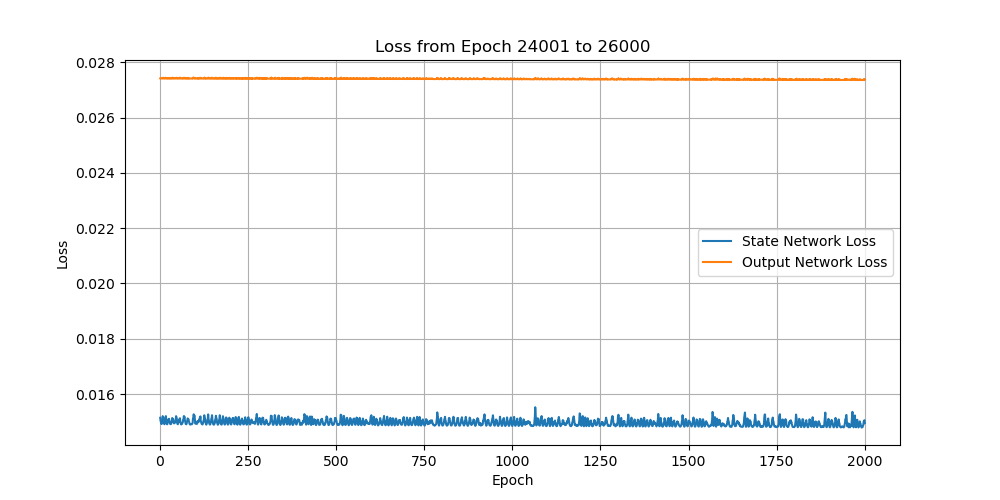 Loss from Epoch 24001 to 26000
Loss
0.028
0.026
0.024
0.022
0.020
0.018
0.016
State Network Loss
Output Network Loss
0 250 500 750 1000 1250 1500 1750 2000
Epoch